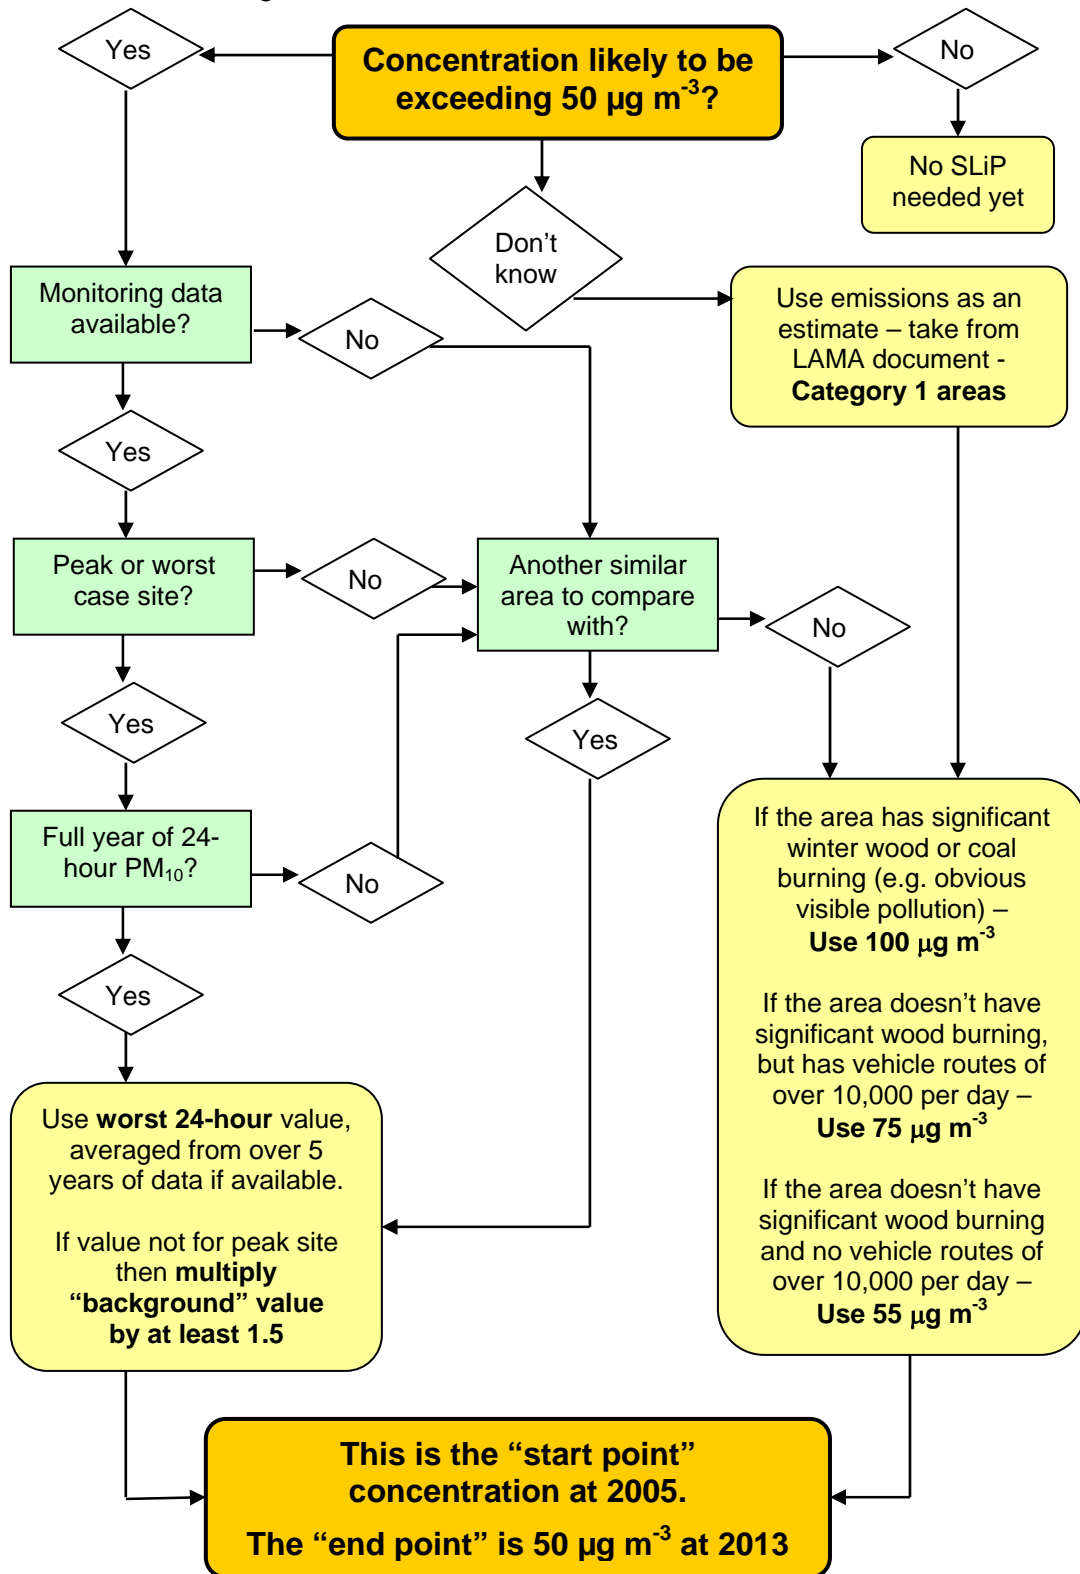 Yes
Concentration likely to be
exceeding 50 µg m-3?
No
No SLiP
needed yet
Don’t
know
Monitoring data
available?
No
Use emissions as an
estimate – take from
LAMA document -
Category 1 areas
Yes
Peak or worst
case site?
No
Another similar
area to compare
with?
No
Yes
Yes
Full year of 24-
hour PM10?
No
If the area has significant
winter wood or coal
burning (e.g. obvious
visible pollution) –
Use 100 µg m-3
If the area doesn’t have
significant wood burning,
but has vehicle routes of
over 10,000 per day –
Use 75 µg m-3
If the area doesn’t have
significant wood burning
and no vehicle routes of
over 10,000 per day –
Use 55 µg m-3
Yes
Use worst 24-hour value,
averaged from over 5
years of data if available.
If value not for peak site
then multiply
“background” value
by at least 1.5
This is the “start point”
concentration at 2005.
The “end point” is 50 µg m-3 at 2013